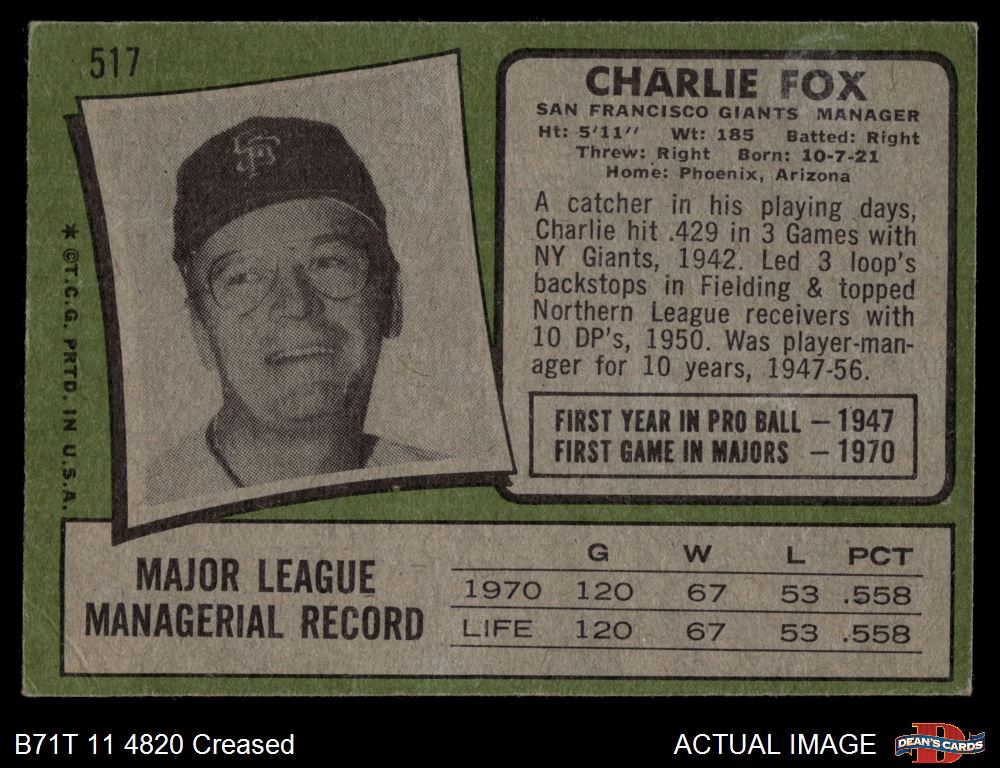 517
CHARLIE FOX
SAN FRANCISCO GIANTS MANAGER
Ht: 5'11" Wt: 185 Batted: Right
Threw: Right Born: 10-7-21
Home: Phoenix, Arizona
A catcher in his playing days,
Charlie hit .429 in 3 Games with
NY Giants, 1942. Led 3 loop's
backstops in Fielding & topped
Northern League receivers with
10 DP's, 1950. Was player-man-
ager for 10 years, 1947-56.
FIRST YEAR IN PRO BALL – 1947
FIRST GAME IN MAJORS – 1970
SF
* ©T.C.G. PRTD. IN U.S.A.
MAJOR LEAGUE
MANAGERIAL RECORD
G W L PCT
1970 120 67 53 .558
LIFE 120 67 53 .558
B71T 11 4820 Creased
ACTUAL IMAGE
D
DEAN'S CARDS